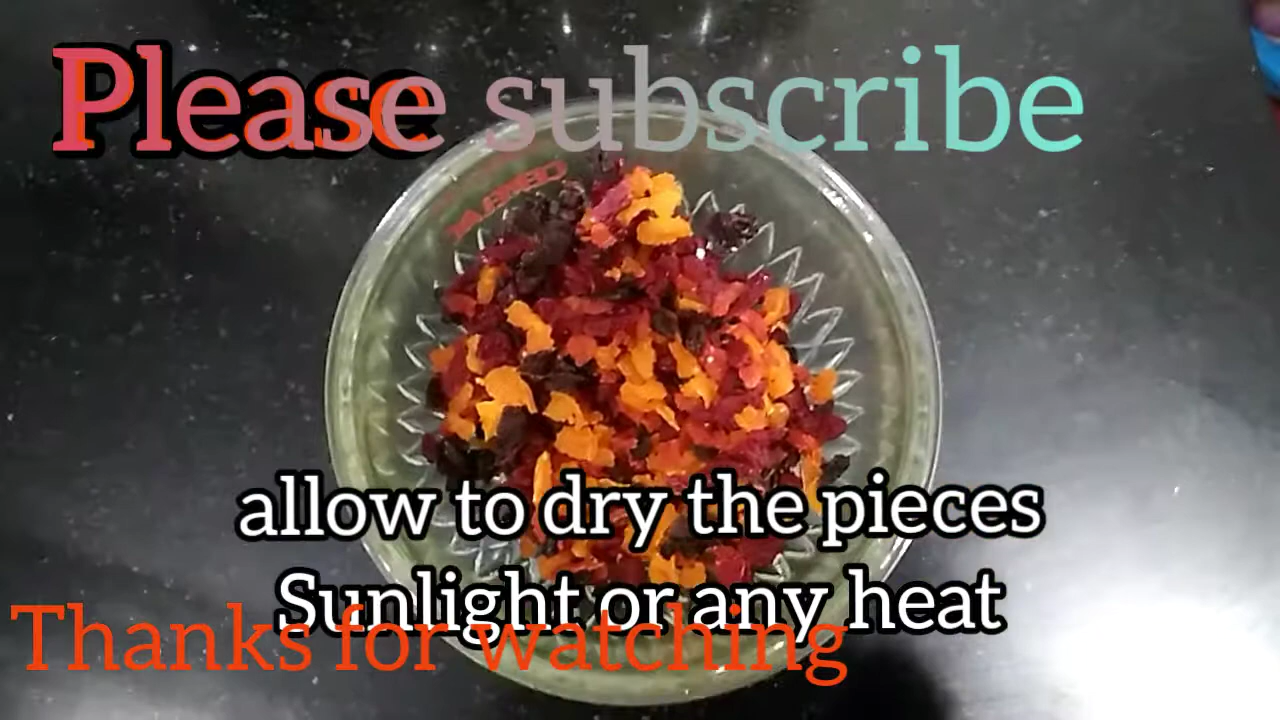 Please subscribe
allow to dry the pieces
Sunlight or any heat
Thanks for watching